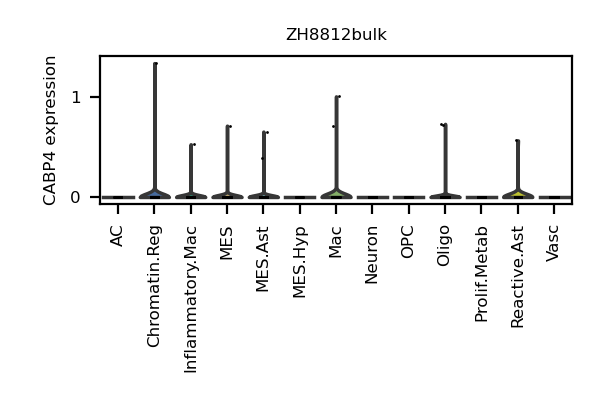 ZH8812bulk
CABP4 expression
1
0
AC
Chromatin.Reg
Inflammatory.Mac
MES
MES.Ast
MES.Hyp
Mac
Neuron
OPC
Oligo
Prolif.Metab
Reactive.Ast
Vasc